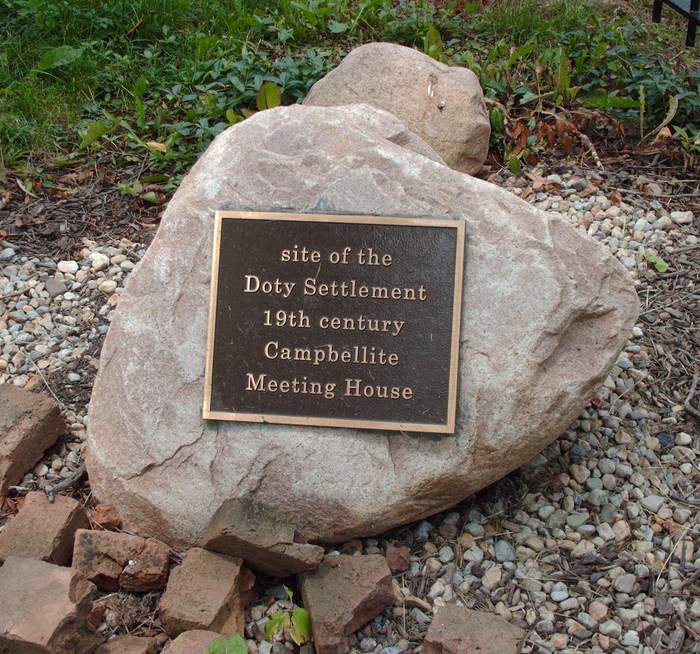 site of the
Doty Settlement
19th century
Campbellite
Meeting House